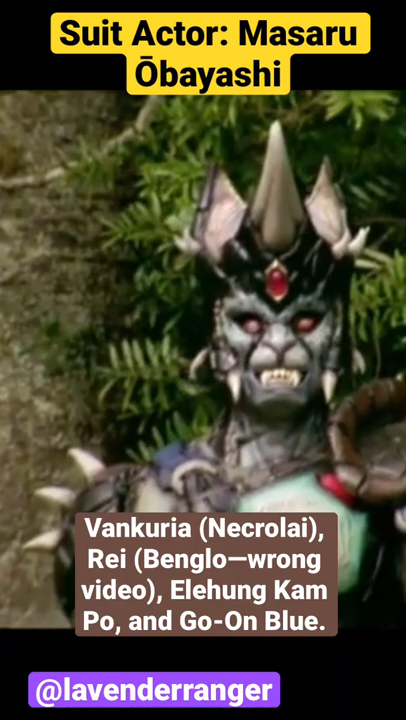 Suit Actor: Masaru
Ōbayashi
Vankuria (Necrolai),
Rei (Benglo—wrong
video), Elehung Kam
Po, and Go-On Blue.
@lavenderranger